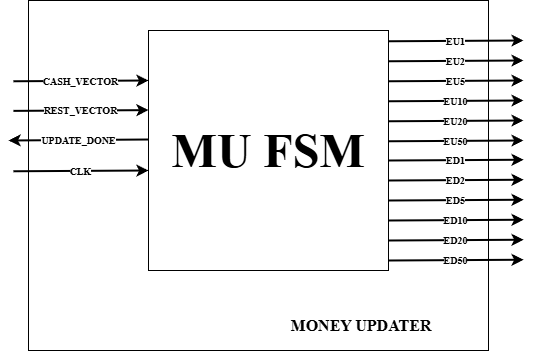 CASH_VECTOR
REST_VECTOR
UPDATE_DONE
CLK
MU FSM
EU1
EU2
EU5
EU10
EU20
EU50
ED1
ED2
ED5
ED10
ED20
ED50
MONEY UPDATER